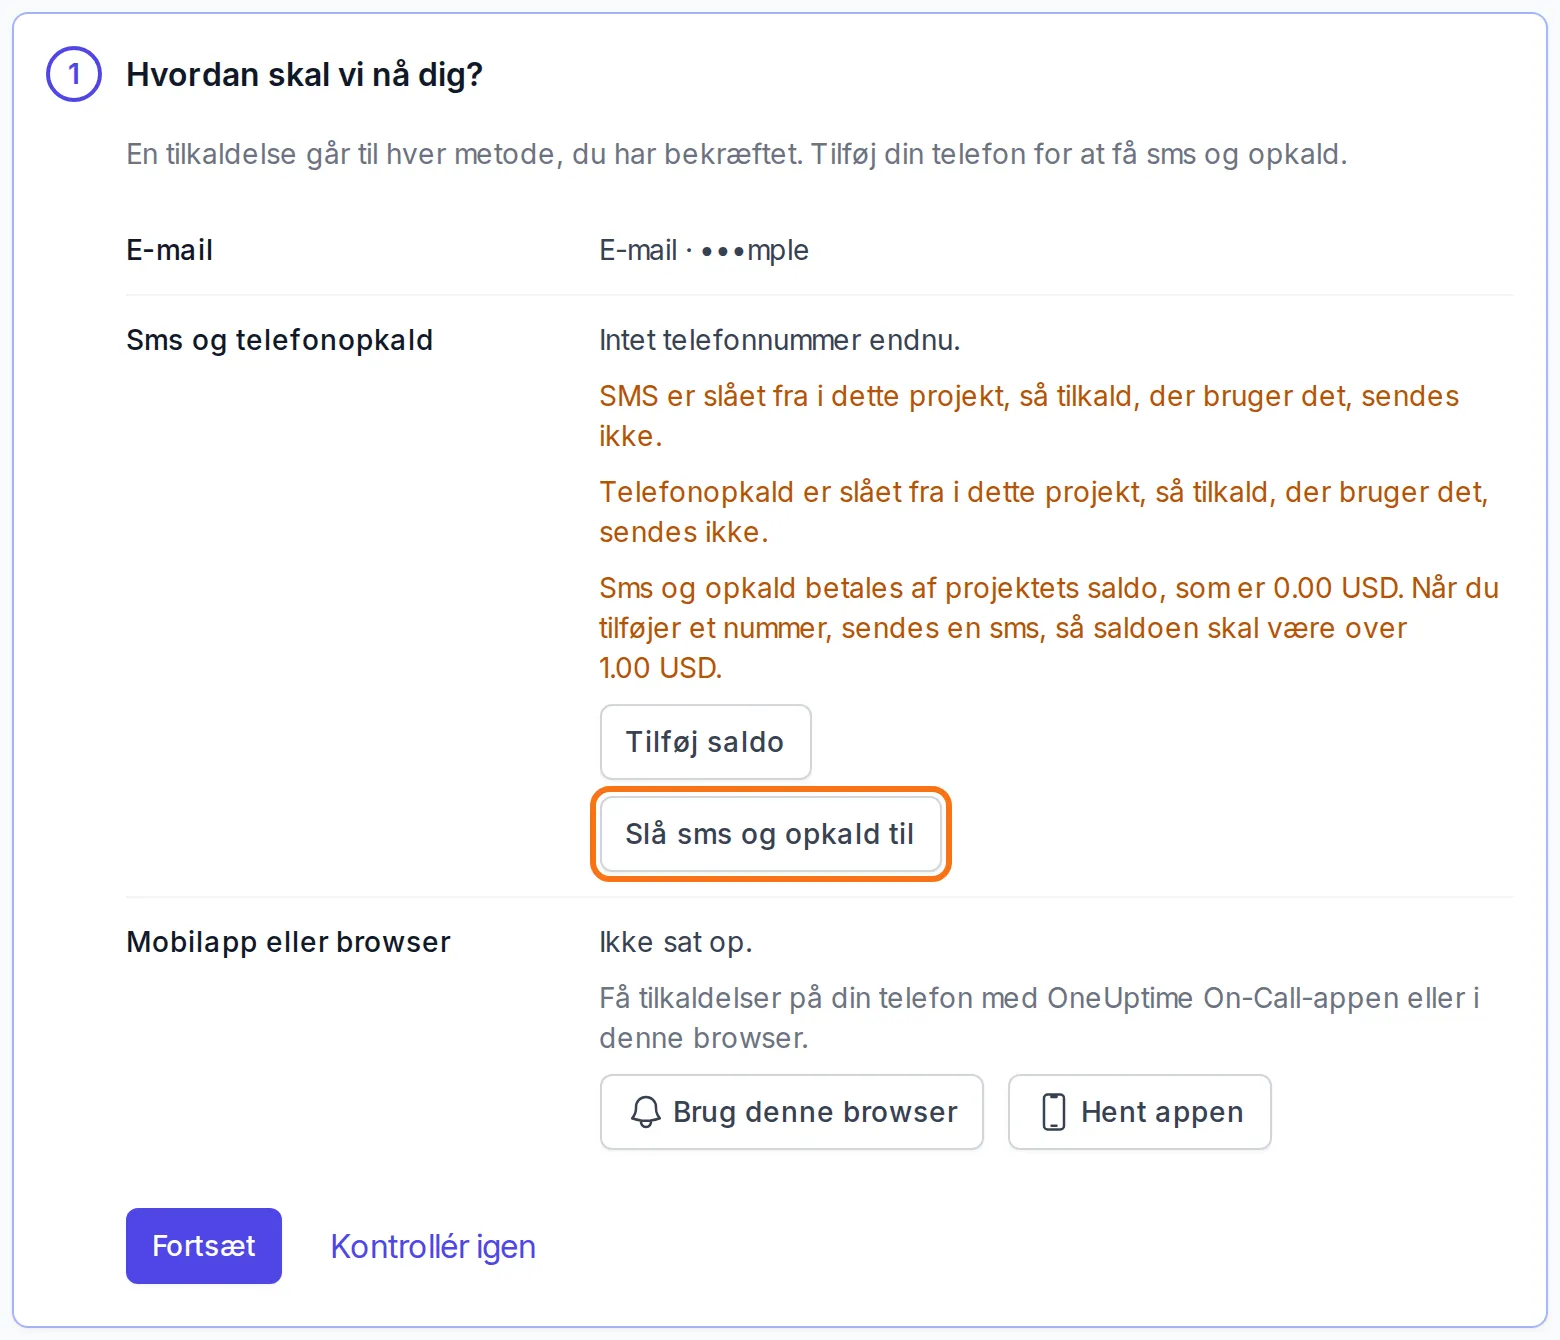 1
Hvordan skal vi nå dig?
En tilkaldelse går til hver metode, du har bekræftet. Tilføj din telefon for at få sms og opkald.
E-mail
E-mail · •••mple
Sms og telefonopkald
Intet telefonnummer endnu.
SMS er slået fra i dette projekt, så tilkald, der bruger det, sendes
ikke.
Telefonopkald er slået fra i dette projekt, så tilkald, der bruger det,
sendes ikke.
Sms og opkald betales af projektets saldo, som er 0.00 USD. Når du
tilføjer et nummer, sendes en sms, så saldoen skal være over
1.00 USD.
Tilføj saldo
Slå sms og opkald til
Mobilapp eller browser
Ikke sat op.
Få tilkaldelser på din telefon med OneUptime On-Call-appen eller i
denne browser.
Brug denne browser
Hent appen
Fortsæt
Kontrollér igen